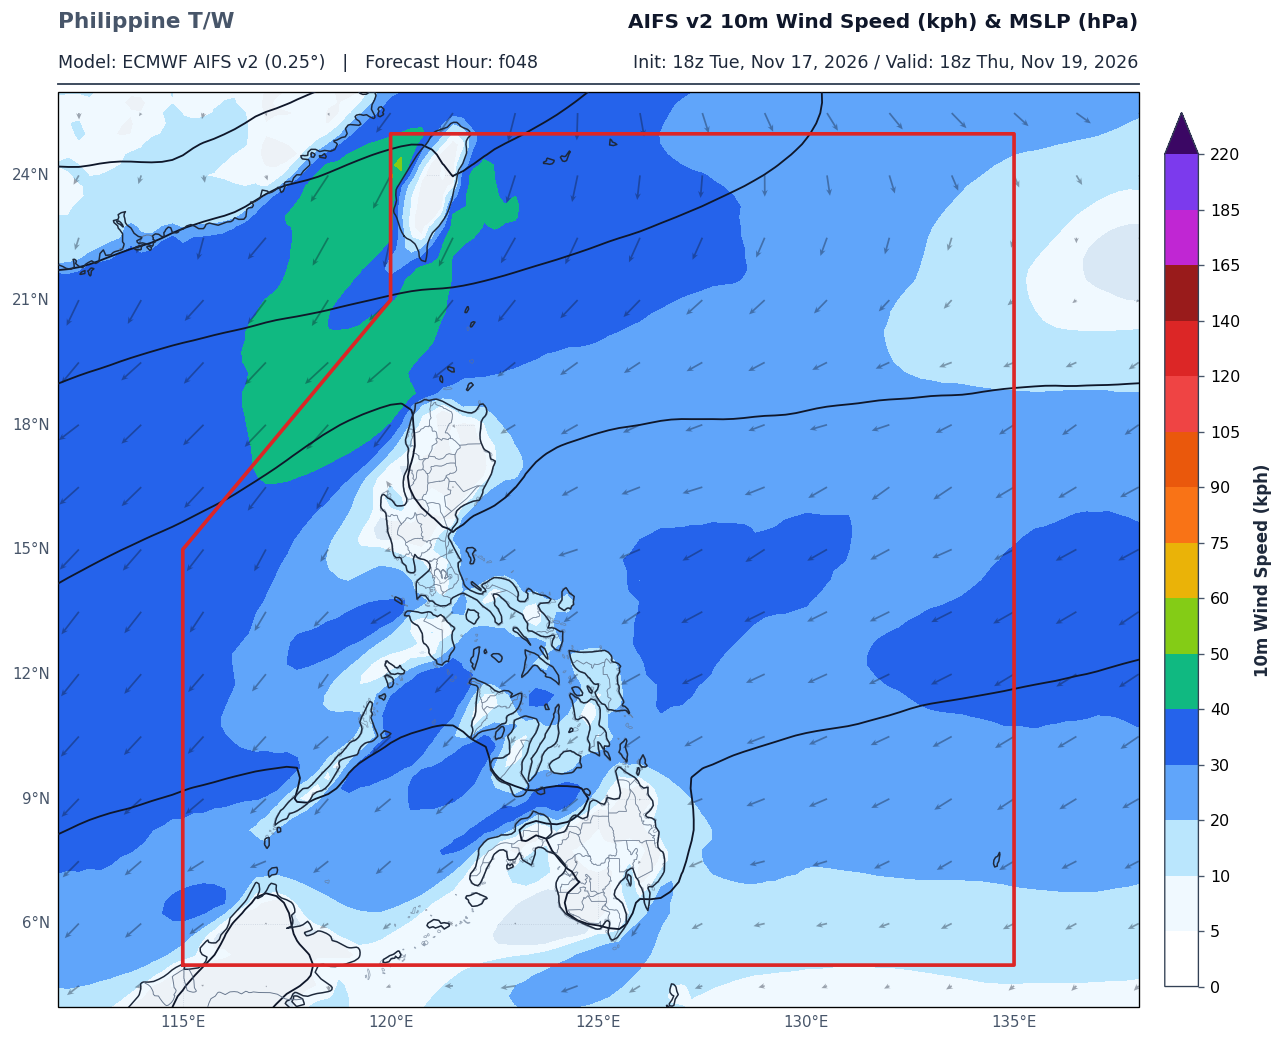 Philippine T/W
AIFS v2 10m Wind Speed (kph) & MSLP (hPa)
Model: ECMWF AIFS v2 (0.25°) | Forecast Hour: f048
Init: 18z Tue, Nov 17, 2026 / Valid: 18z Thu, Nov 19, 2026
24°N
21°N
18°N
15°N
12°N
9°N
6°N
115°E
120°E
125°E
130°E
135°E
220
185
165
140
120
105
90
75
60
50
40
30
20
10
5
0
10m Wind Speed (kph)